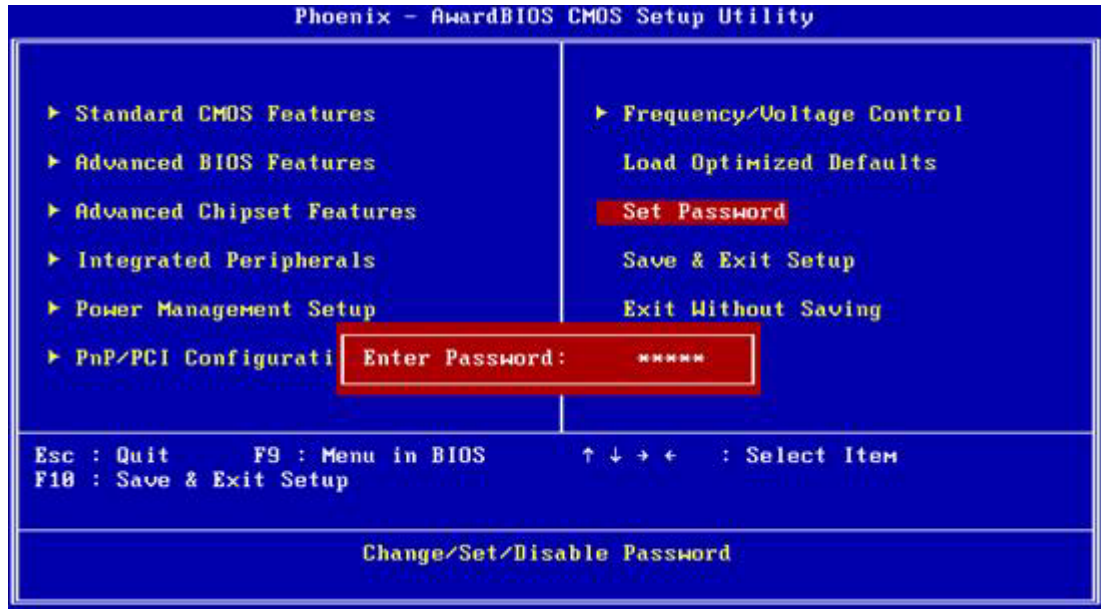 Phoenix - AwardBIOS CMOS Setup Utility
► Standard CMOS Features
► Advanced BIOS Features
► Advanced Chipset Features
► Integrated Peripherals
► Power Management Setup
► PnP/PCI Configurati
► Frequency/Voltage Control
Load Optimized Defaults
Set Password
Save & Exit Setup
Exit Without Saving
Enter Password: *****
Esc : Quit F9 : Menu in BIOS ↑ ↓ → ← : Select Item
F10 : Save & Exit Setup
Change/Set/Disable Password